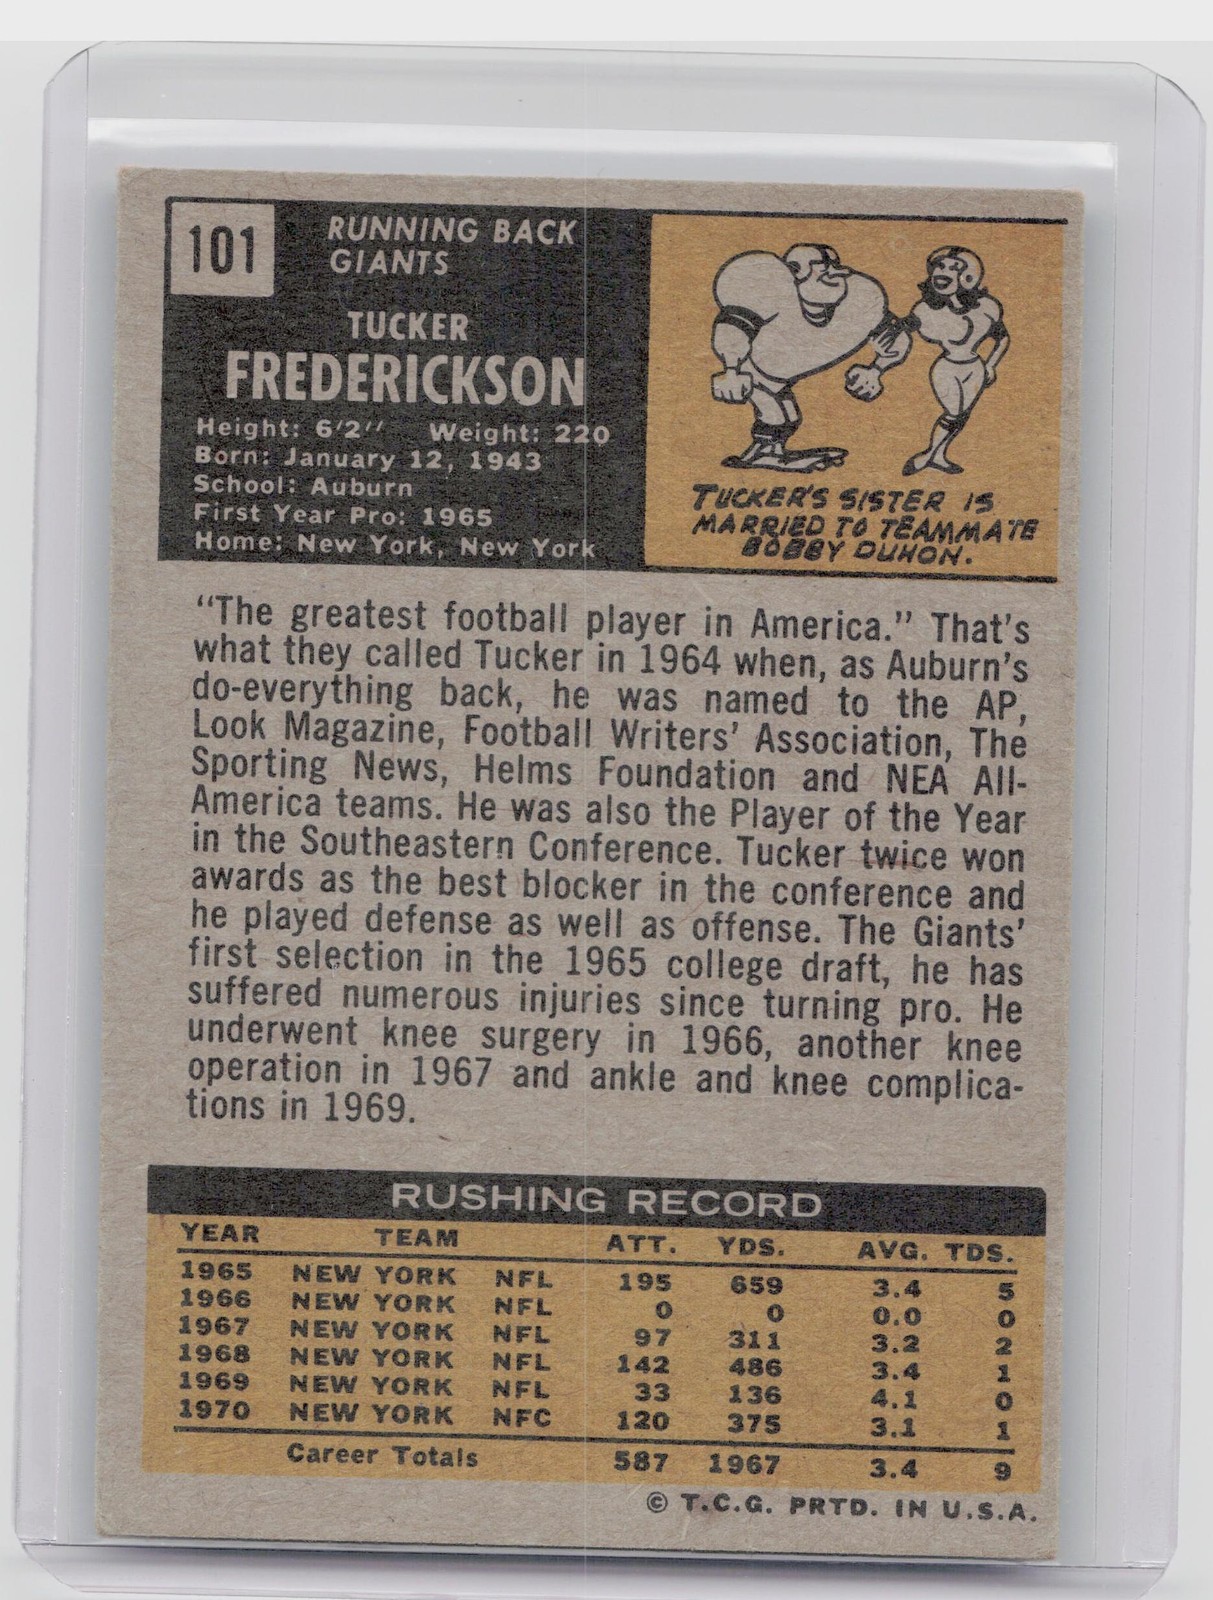 101
RUNNING BACK
GIANTS
TUCKER
FREDERICKSON
Height: 6'2" Weight: 220
Born: January 12, 1943
School: Auburn
First Year Pro: 1965
Home: New York, New York
TUCKER'S SISTER IS
MARRIED TO TEAMMATE
BOBBY DUHON.
"The greatest football player in America." That's
what they called Tucker in 1964 when, as Auburn's
do-everything back, he was named to the AP,
Look Magazine, Football Writers' Association, The
Sporting News, Helms Foundation and NEA All-
America teams. He was also the Player of the Year
in the Southeastern Conference. Tucker twice won
awards as the best blocker in the conference and
he played defense as well as offense. The Giants'
first selection in the 1965 college draft, he has
suffered numerous injuries since turning pro. He
underwent knee surgery in 1966, another knee
operation in 1967 and ankle and knee complica-
tions in 1969.
RUSHING RECORD
YEAR TEAM ATT. YDS. AVG. TDS.
1965 NEW YORK NFL 195 659 3.4 5
1966 NEW YORK NFL 0 0 0.0 0
1967 NEW YORK NFL 97 311 3.2 2
1968 NEW YORK NFL 142 486 3.4 1
1969 NEW YORK NFL 33 136 4.1 0
1970 NEW YORK NFC 120 375 3.1 1
Career Totals 587 1967 3.4 9
© T.C.G. PRTD. IN U.S.A.